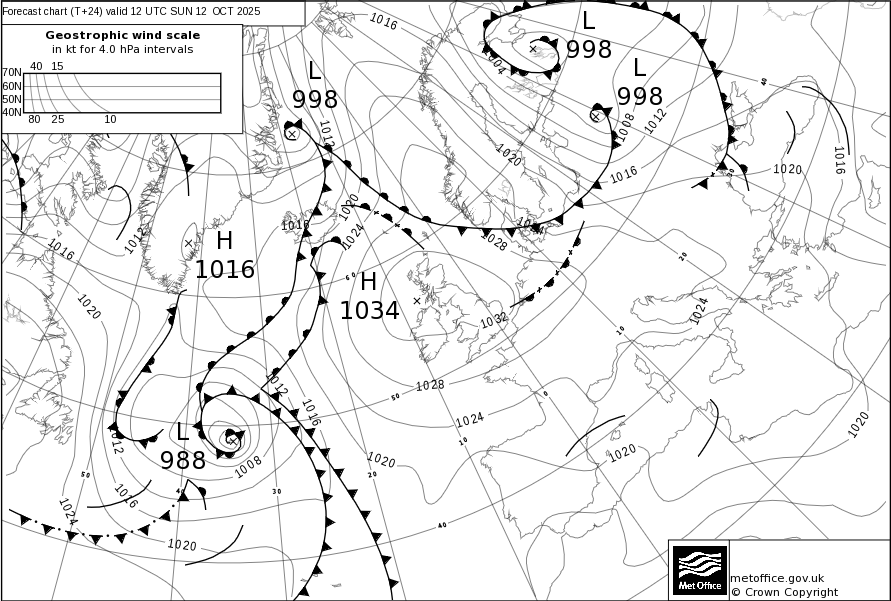 Forecast chart (T+24) valid 12 UTC SUN 12 OCT 2025
Geostrophic wind scale
in kt for 4.0 hPa intervals
40 15
70N
60N
50N
40N
80 25 10
1016
L
998
L
998
L
998
1004
1012
1008
1012
40
1020
1016
1020
1016
1020
1016
1024
1012
H
1016
1016
1028
1024
20
60
H
1034
1020
1032
1024
10
1012
1016
1028
50
0
1024
10
1020
1020
L
988
1012
1008
1020
20
50
40
30
1016
1024
40
1020
Met Office
metoffice.gov.uk
© Crown Copyright